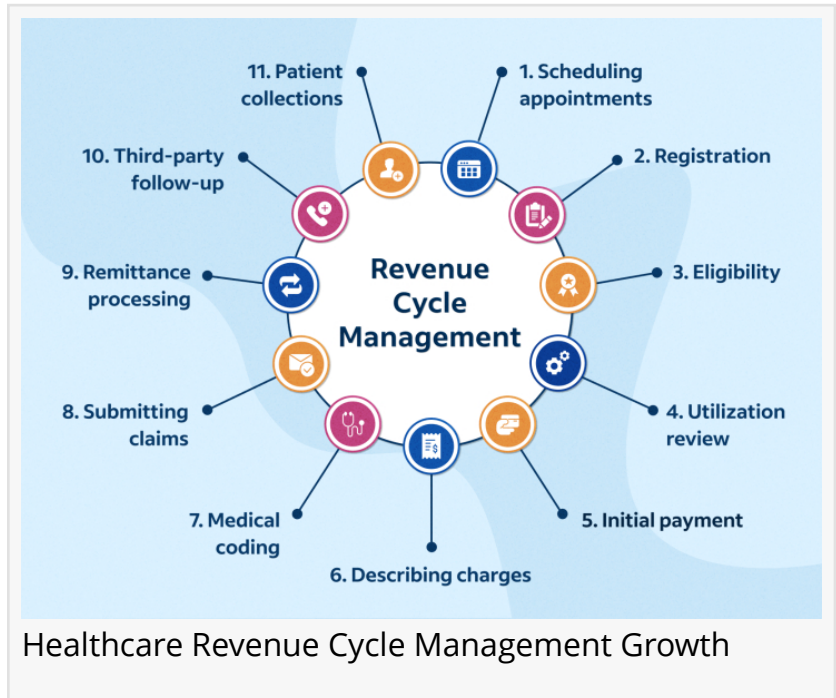 1. Scheduling
appointments
2. Registration
3. Eligibility
4. Utilization
review
5. Initial payment
6. Describing charges
7. Medical
coding
8. Submitting
claims
9. Remittance
processing
10. Third-party
follow-up
11. Patient
collections
Revenue
Cycle
Management
$
Healthcare Revenue Cycle Management Growth